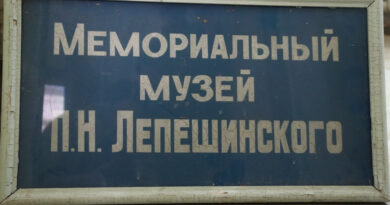 Мемориальный
музей
П.Н. Лепешинского